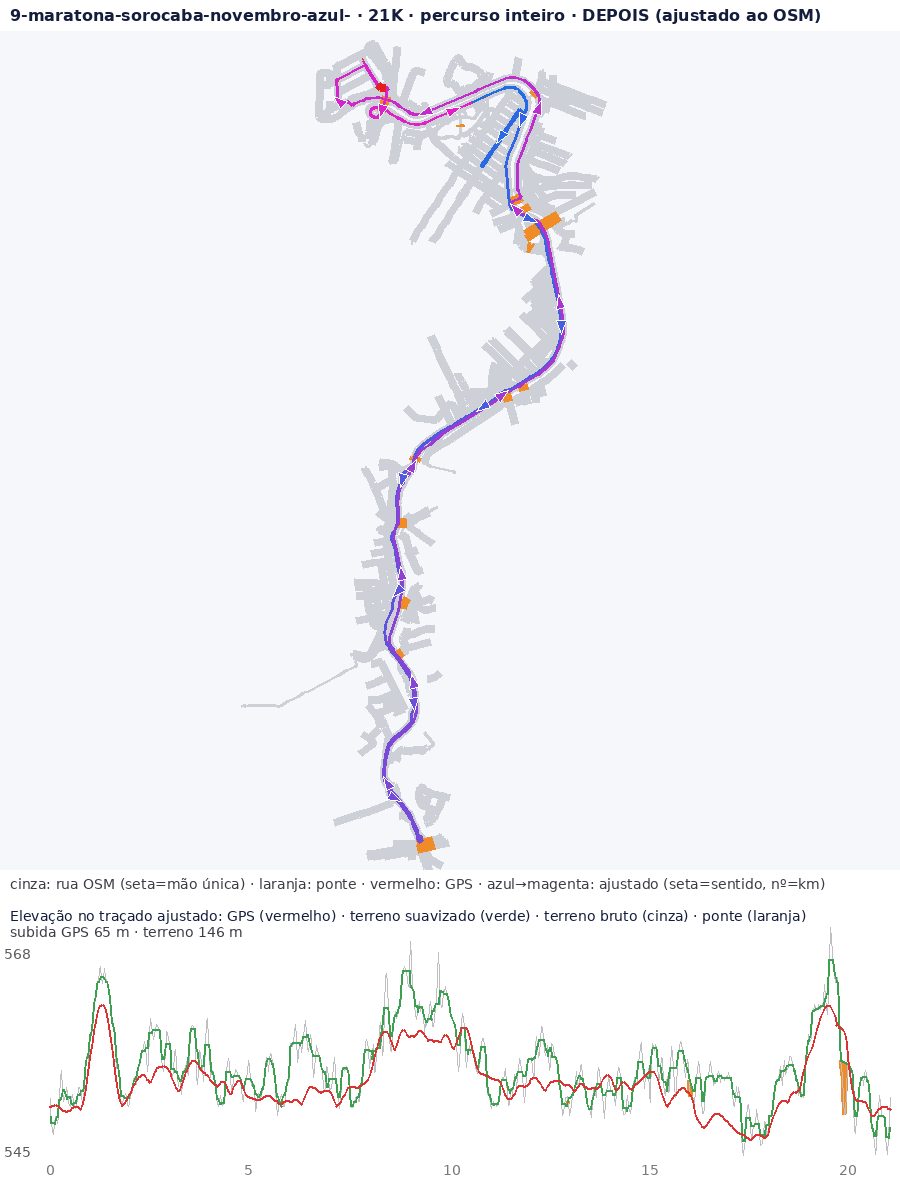 9-maratona-sorocaba-novembro-azul- · 21K · percurso inteiro · DEPOIS (ajustado ao OSM)
cinza: rua OSM (seta=mão única) · laranja: ponte · vermelho: GPS · azul→magenta: ajustado (seta=sentido, nº=km)
Elevação no traçado ajustado: GPS (vermelho) · terreno suavizado (verde) · terreno bruto (cinza) · ponte (laranja)
subida GPS 65 m · terreno 146 m
568
545
0 5 10 15 20